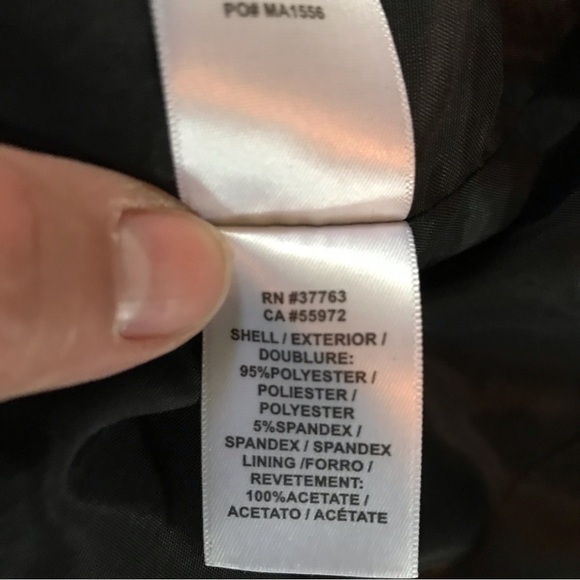 PO# MA1556
RN #37763
CA #55972
SHELL / EXTERIOR /
DOUBLURE:
95%POLYESTER /
POLIESTER /
POLYESTER
5%SPANDEX /
SPANDEX / SPANDEX
LINING /FORRO /
REVETEMENT:
100%ACETATE /
ACETATO / ACÉTATE